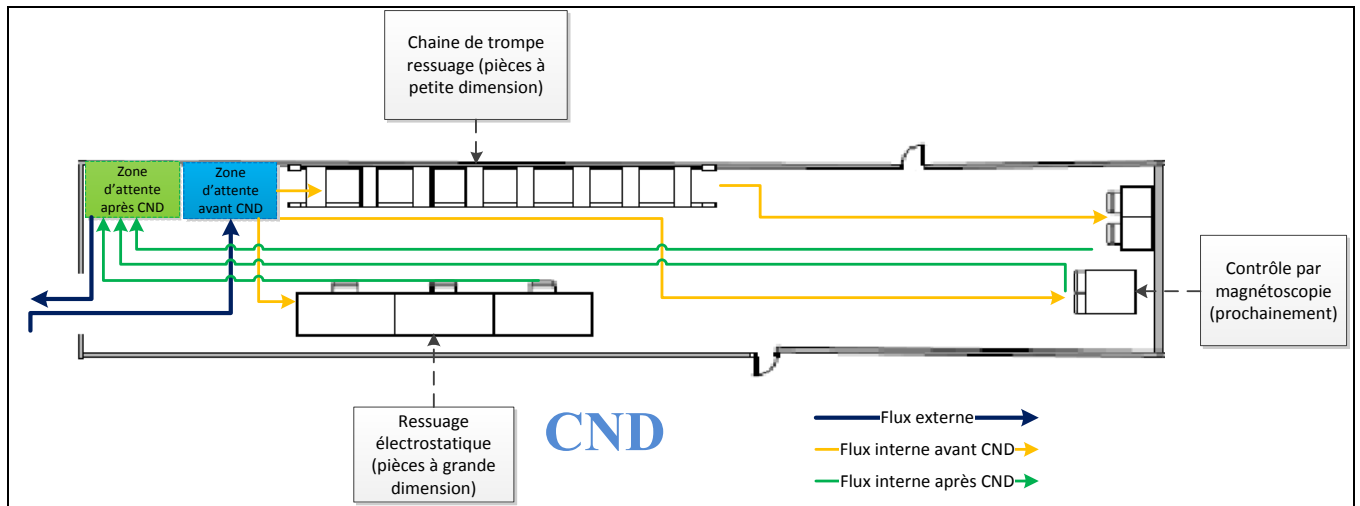 Chaine de trompe
ressuage (pièces à
petite dimension)
Zone
d'attente
après CND
Zone
d'attente
avant CND
Contrôle par
magnétoscopie
(prochainement)
Ressuage
électrostatique
(pièces à grande
dimension)
CND
Flux externe
Flux interne avant CND
Flux interne après CND